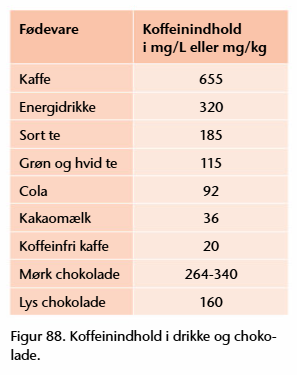 Fødevare Koffeinindhold
i mg/L eller mg/kg
Kaffe 655
Energidrikke 320
Sort te 185
Grøn og hvid te 115
Cola 92
Kakaomælk 36
Koffeinfri kaffe 20
Mørk chokolade 264-340
Lys chokolade 160
Figur 88. Koffeinindhold i drikke og choko-
lade.